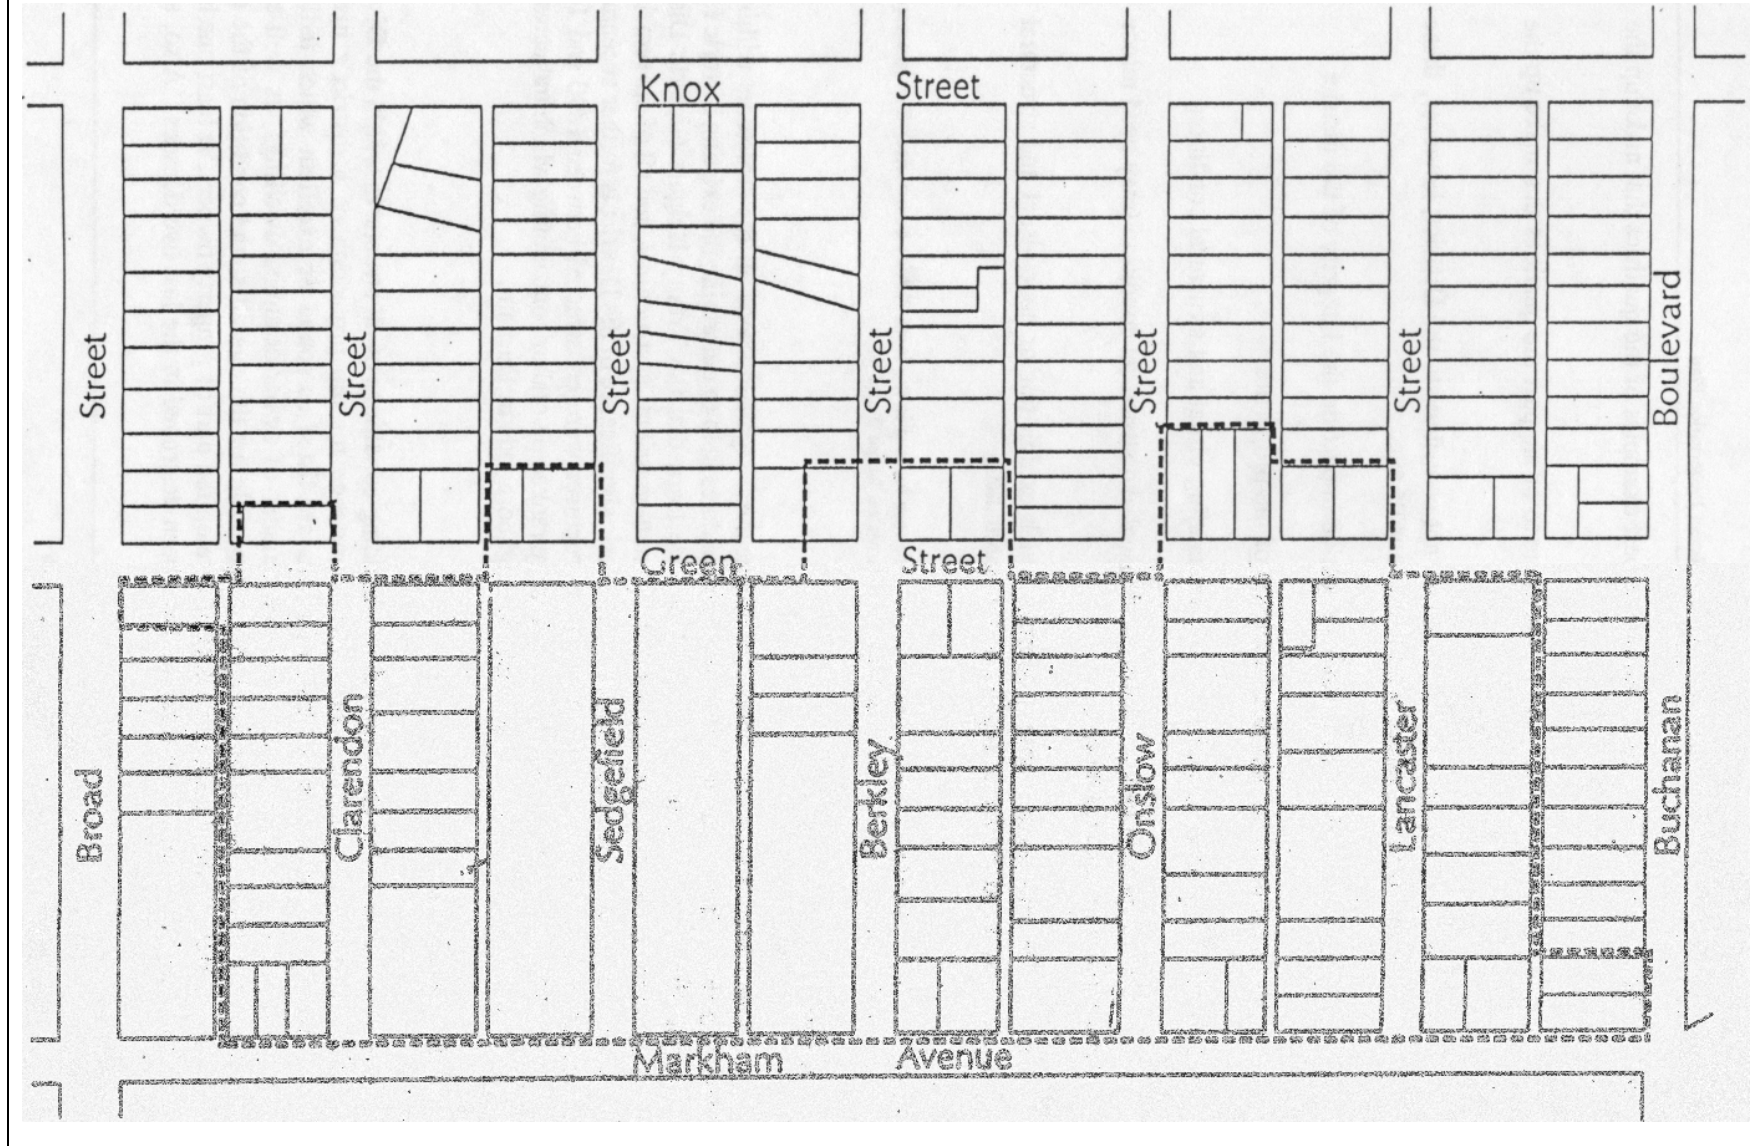 Knox Street
Street
Street
Street
Street
Street
Street
Boulevard
Green Street
Broad
Clarendon
Sedgefield
Berkley
Onslow
Lancaster
Buchanan
Markham Avenue